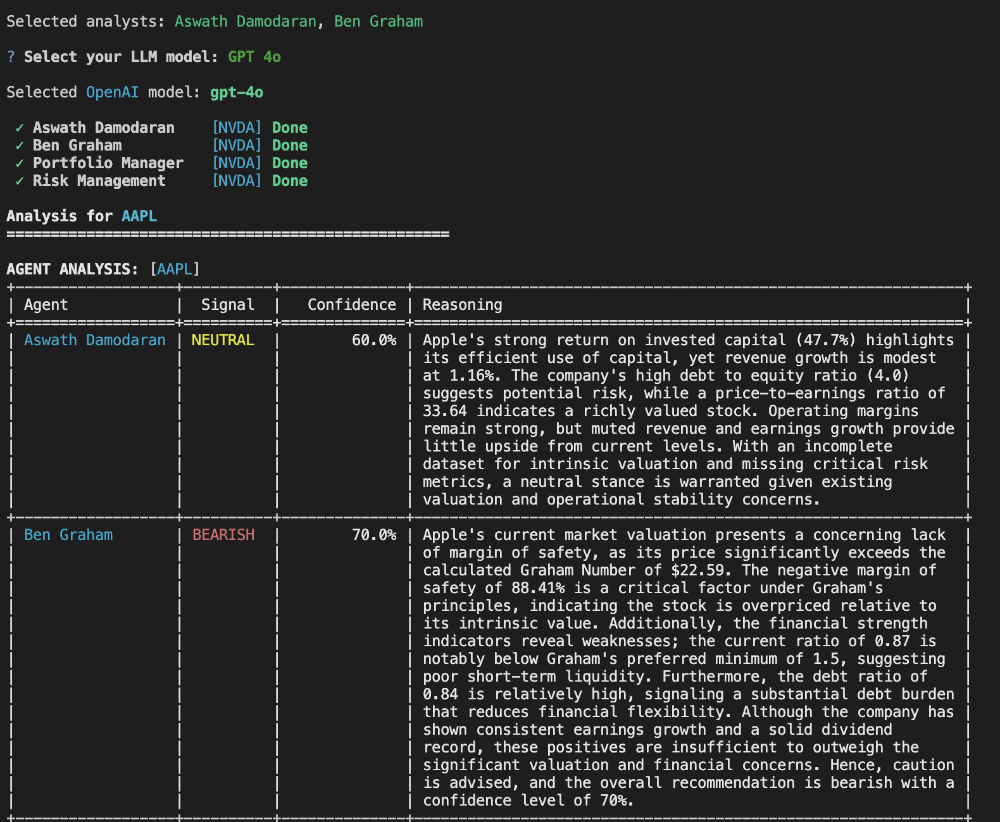 Selected analysts: Aswath Damodaran, Ben Graham
? Select your LLM model: GPT 4o
Selected OpenAI model: gpt-4o
✓ Aswath Damodaran [NVDA] Done
✓ Ben Graham [NVDA] Done
✓ Portfolio Manager [NVDA] Done
✓ Risk Management [NVDA] Done
Analysis for AAPL
==================================================
AGENT ANALYSIS: [AAPL]
| Agent | Signal | Confidence | Reasoning |
| Aswath Damodaran | NEUTRAL | 60.0% | Apple's strong return on invested capital (47.7%) highlights |
its efficient use of capital, yet revenue growth is modest
at 1.16%. The company's high debt to equity ratio (4.0)
suggests potential risk, while a price-to-earnings ratio of
33.64 indicates a richly valued stock. Operating margins
remain strong, but muted revenue and earnings growth provide
little upside from current levels. With an incomplete
dataset for intrinsic valuation and missing critical risk
metrics, a neutral stance is warranted given existing
valuation and operational stability concerns.
| Ben Graham | BEARISH | 70.0% | Apple's current market valuation presents a concerning lack |
of margin of safety, as its price significantly exceeds the
calculated Graham Number of $22.59. The negative margin of
safety of 88.41% is a critical factor under Graham's
principles, indicating the stock is overpriced relative to
its intrinsic value. Additionally, the financial strength
indicators reveal weaknesses; the current ratio of 0.87 is
notably below Graham's preferred minimum of 1.5, suggesting
poor short-term liquidity. Furthermore, the debt ratio of
0.84 is relatively high, signaling a substantial debt burden
that reduces financial flexibility. Although the company has
shown consistent earnings growth and a solid dividend
record, these positives are insufficient to outweigh the
significant valuation and financial concerns. Hence, caution
is advised, and the overall recommendation is bearish with a
confidence level of 70%.